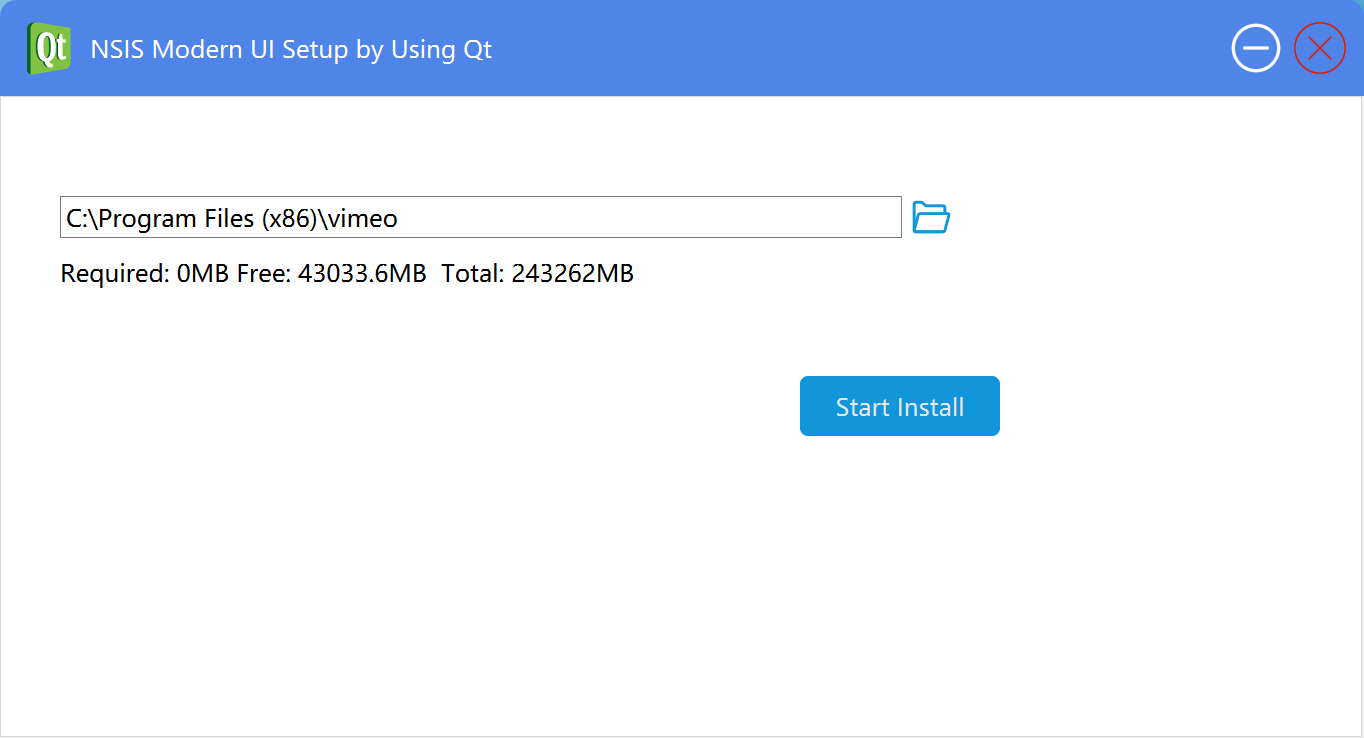 Qt NSIS Modern UI Setup by Using Qt
C:\Program Files (x86)\vimeo
Required: 0MB Free: 43033.6MB  Total: 243262MB
Start Install